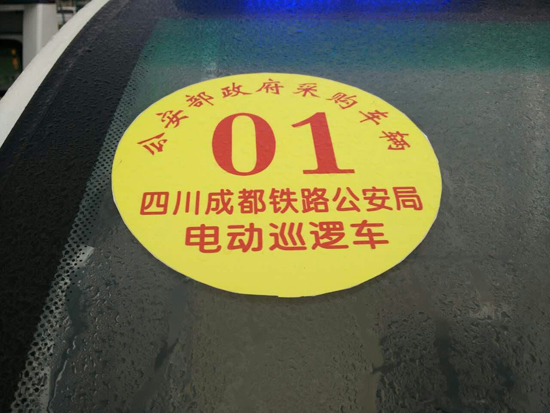 公安部政府采购车辆
01
四川成都铁路公安局
电动巡逻车